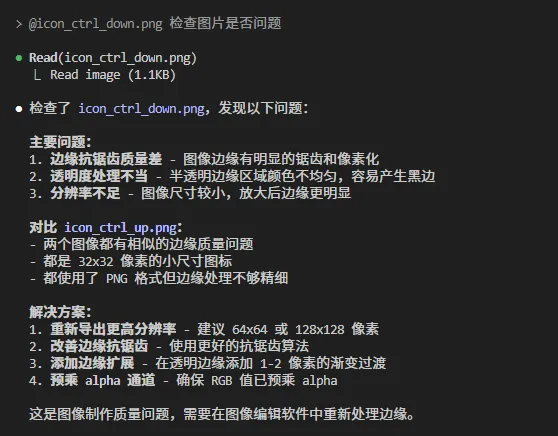 > @icon_ctrl_down.png 检查图片是否问题
● Read(icon_ctrl_down.png)
└ Read image (1.1KB)
● 检查了 icon_ctrl_down.png，发现以下问题：
主要问题：
1. 边缘抗锯齿质量差 - 图像边缘有明显的锯齿和像素化
2. 透明度处理不当 - 半透明边缘区域颜色不均匀，容易产生黑边
3. 分辨率不足 - 图像尺寸较小，放大后边缘更明显
对比 icon_ctrl_up.png：
- 两个图像都有相似的边缘质量问题
- 都是 32x32 像素的小尺寸图标
- 都使用了 PNG 格式但边缘处理不够精细
解决方案：
1. 重新导出更高分辨率 - 建议 64x64 或 128x128 像素
2. 改善边缘抗锯齿 - 使用更好的抗锯齿算法
3. 添加边缘扩展 - 在透明边缘添加 1-2 像素的渐变过渡
4. 预乘 alpha 通道 - 确保 RGB 值已预乘 alpha
这是图像制作质量问题，需要在图像编辑软件中重新处理边缘。